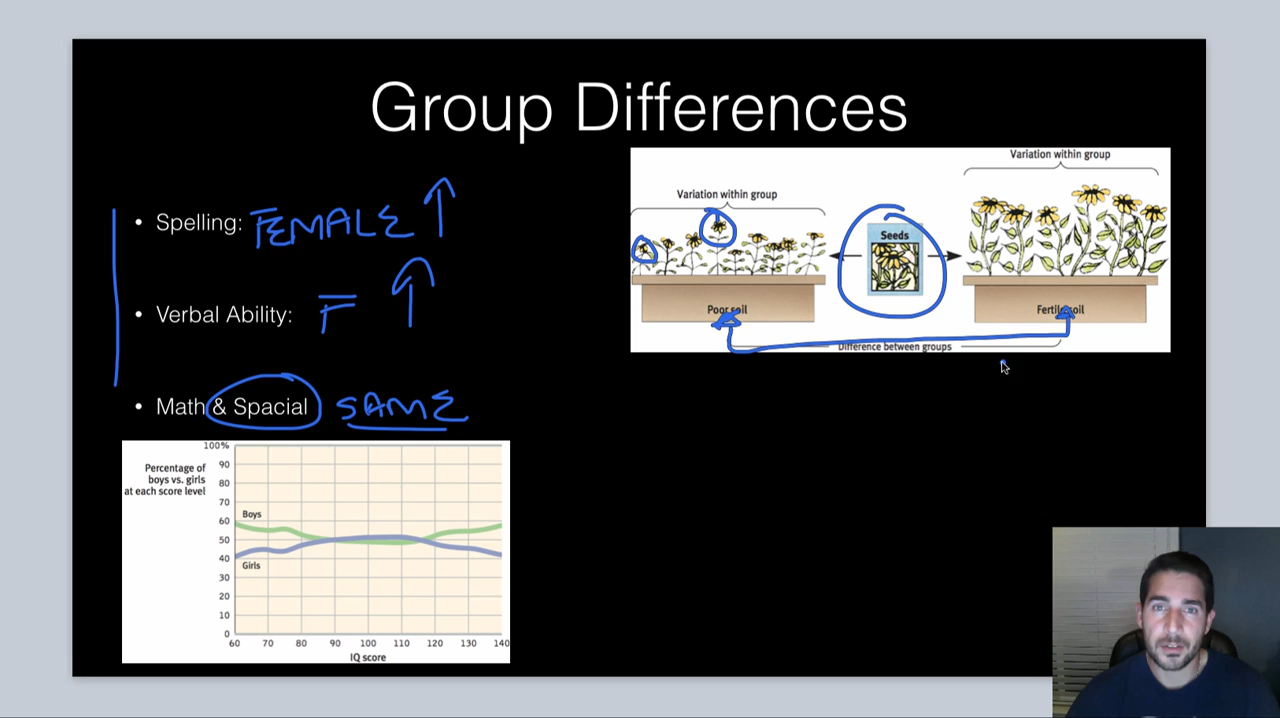 Group Differences
• Spelling: FEMALE ↑
• Verbal Ability: F ↑
• Math & Spacial SAME
100%
90
80
70
60
50
40
30
20
10
0
Percentage of
boys vs. girls
at each score level
Boys
Girls
60 70 80 90 100 110 120 130 140
IQ score
Variation within group
Variation within group
Seeds
Poor soil
Fertile soil
Difference between groups